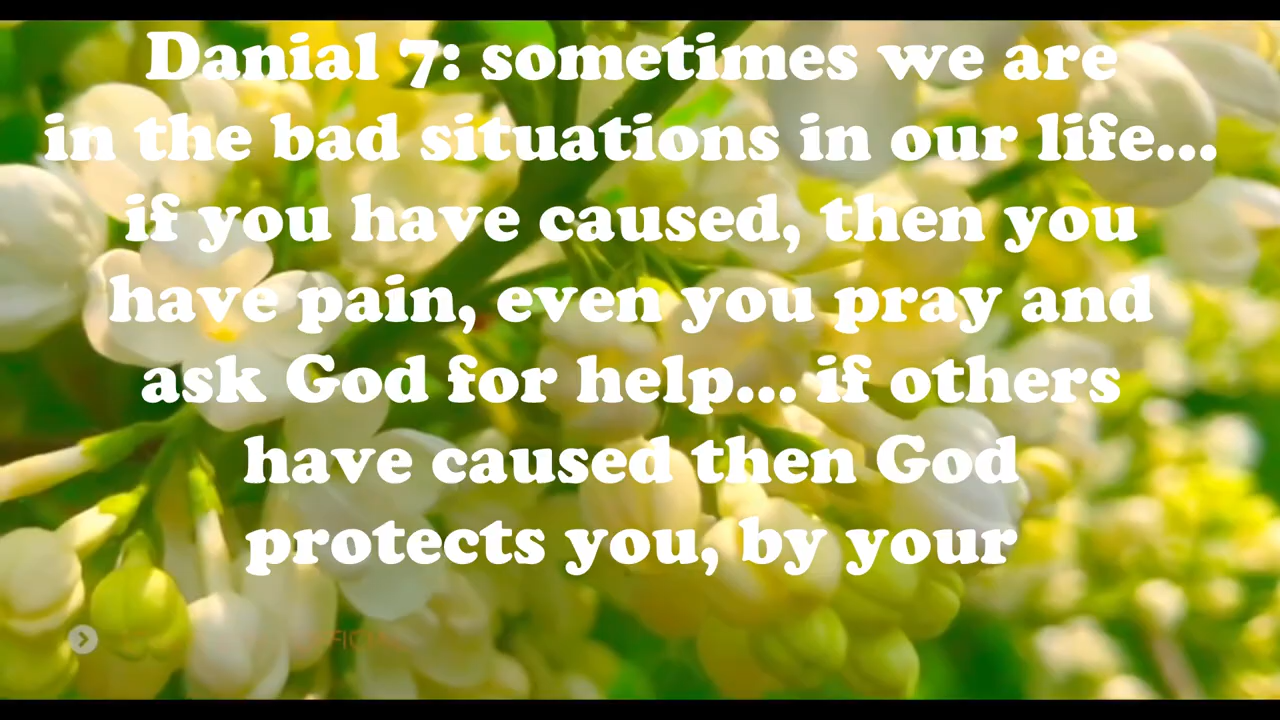 Danial 7: sometimes we are
in the bad situations in our life...
if you have caused, then you
have pain, even you pray and
ask God for help... if others
have caused then God
protects you, by your